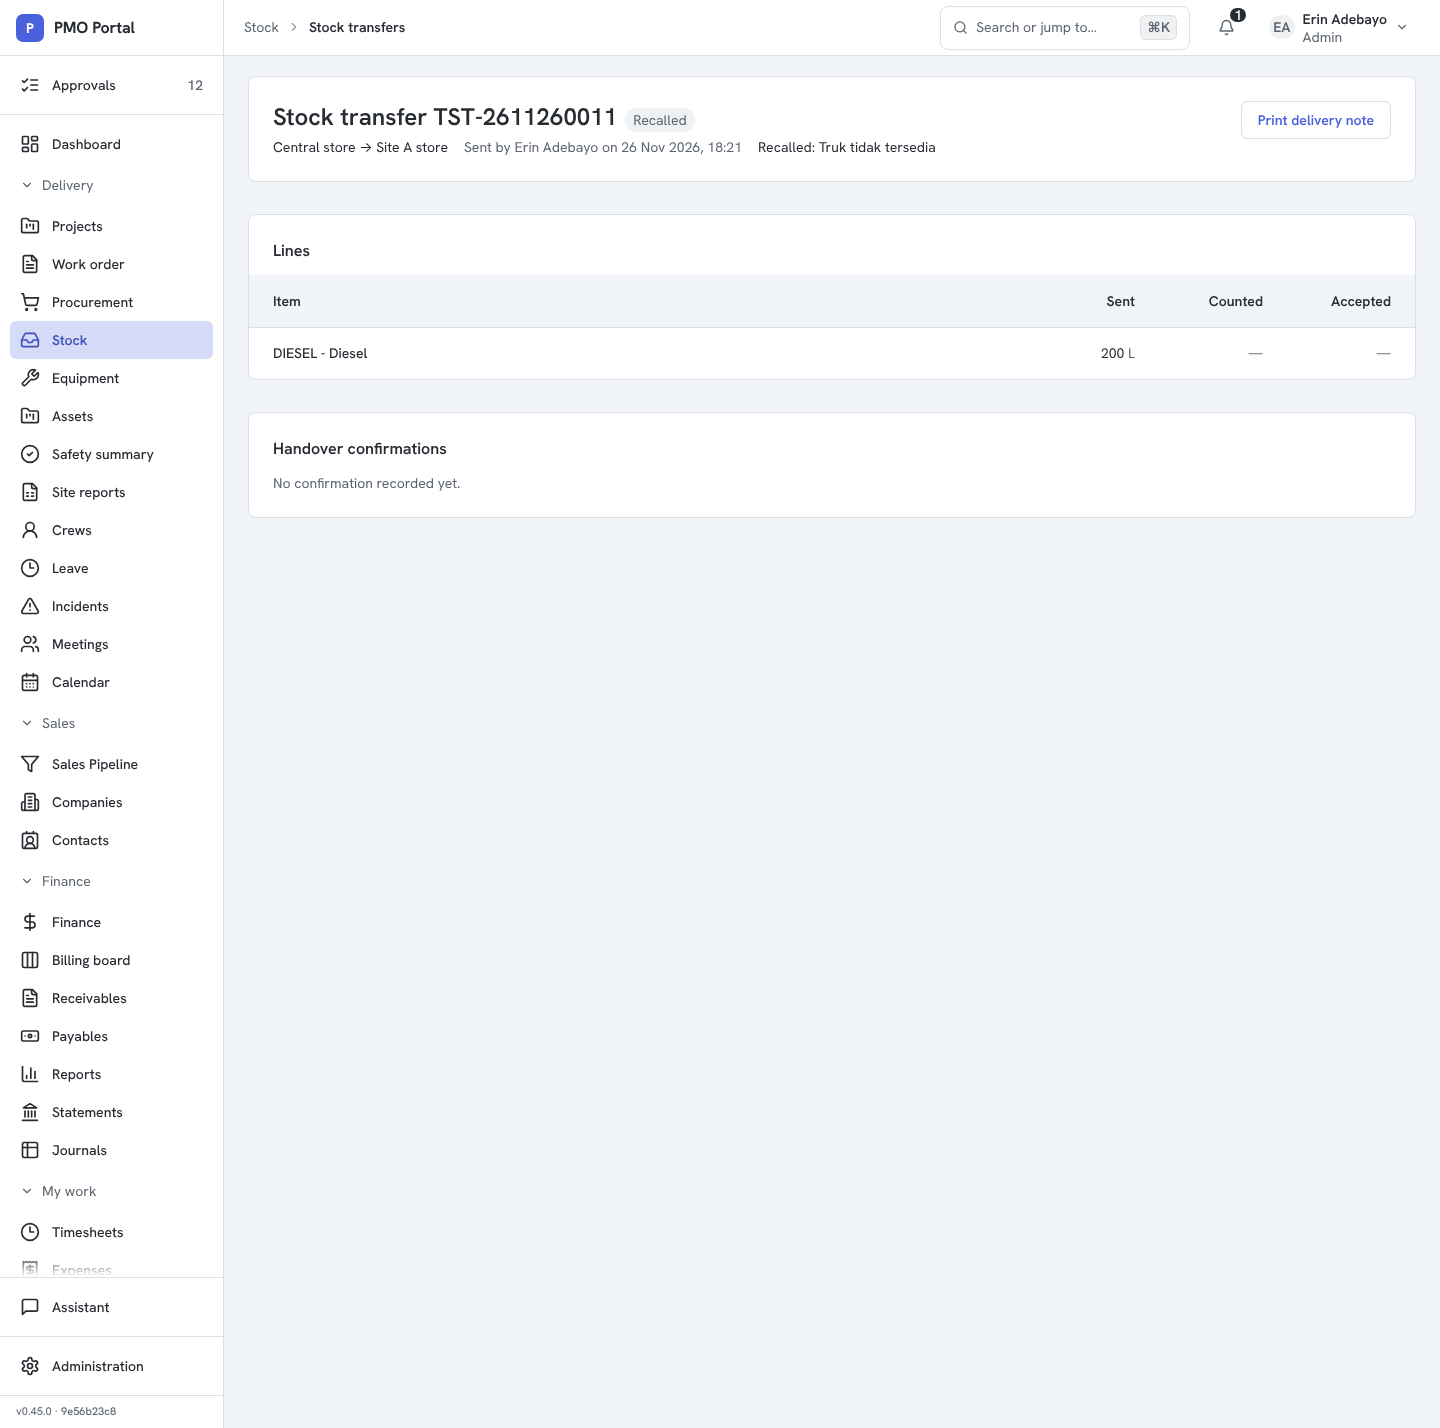 P PMO Portal
Stock > Stock transfers
Search or jump to... ⌘K
1
EA Erin Adebayo
Admin
Approvals 12
Dashboard
Delivery
Projects
Work order
Procurement
Stock
Equipment
Assets
Safety summary
Site reports
Crews
Leave
Incidents
Meetings
Calendar
Sales
Sales Pipeline
Companies
Contacts
Finance
Finance
Billing board
Receivables
Payables
Reports
Statements
Journals
My work
Timesheets
Expenses
Assistant
Administration
v0.45.0 · 9e56b23c8
Stock transfer TST-2611260011 Recalled
Print delivery note
Central store → Site A store Sent by Erin Adebayo on 26 Nov 2026, 18:21 Recalled: Truk tidak tersedia
Lines
Item Sent Counted Accepted
DIESEL - Diesel 200 L — —
Handover confirmations
No confirmation recorded yet.